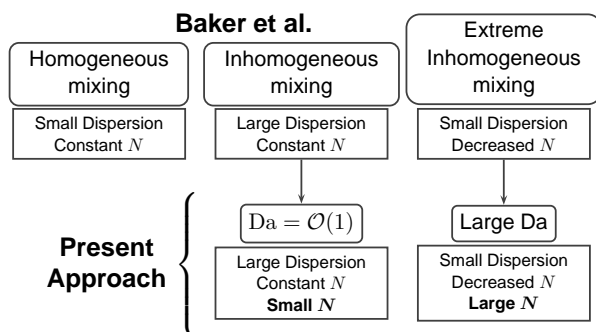 Baker et al.
Homogeneous
mixing
Inhomogeneous
mixing
Extreme
Inhomogeneous
mixing
Small Dispersion
Constant N
Large Dispersion
Constant N
Small Dispersion
Decreased N
Present
Approach
Da = 𝒪(1)
Large Da
Large Dispersion
Constant N
Small N
Small Dispersion
Decreased N
Large N